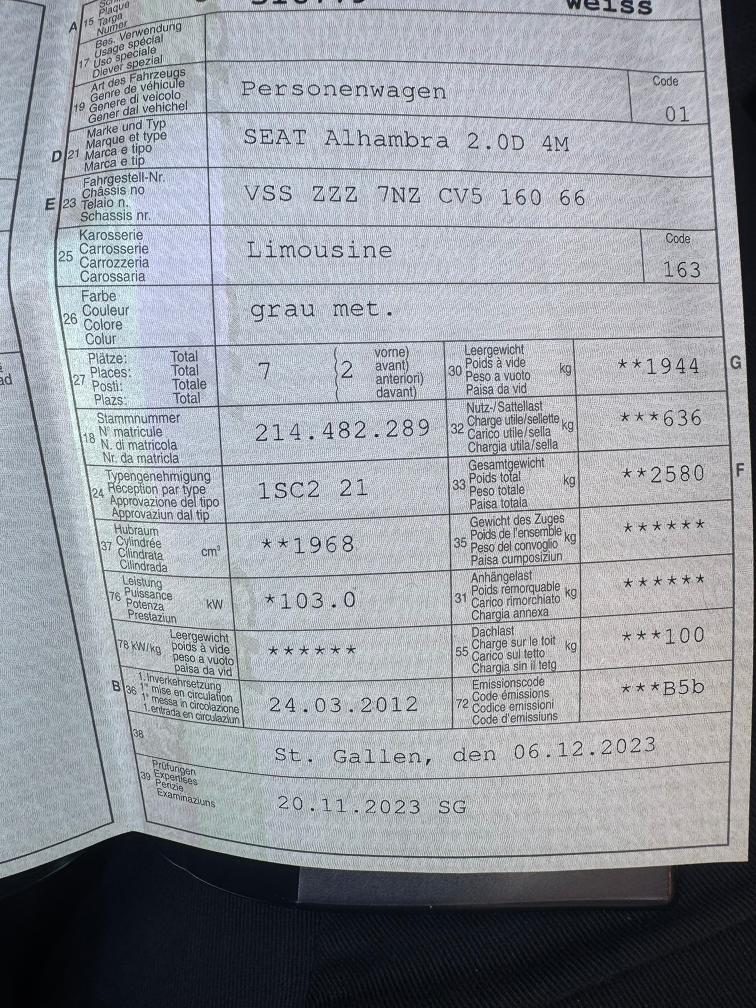 weiss
A 15 Plaque
Targa
Numer
17 Bes. Verwendung
Usage spécial
Uso speciale
Diever spezial
19 Art des Fahrzeugs
Genre de véhicule
Genere di veicolo
Gener dal vehichel
Personenwagen
Code
01
D 21 Marke und Typ
Marque et type
Marca e tipo
Marca e tip
SEAT Alhambra 2.0D 4M
E 23 Fahrgestell-Nr.
Châssis no
Telaio n.
Schassis nr.
VSS ZZZ 7NZ CV5 160 66
25 Karosserie
Carrosserie
Carrozzeria
Carossaria
Limousine
Code
163
26 Farbe
Couleur
Colore
Colur
grau met.
27 Plätze: Total
Places: Total
Posti: Totale
Plazs: Total
7 (2 vorne)
avant)
anteriori)
davant)
30 Leergewicht
Poids à vide
Peso a vuoto
Paisa da vid
kg
**1944
G
18 Stammnummer
N° matricule
N. di matricola
Nr. da matricla
214.482.289
32 Nutz-/Sattellast
Charge utile/sellette
Carico utile/sella
Chargia utila/sella
kg
***636
24 Typengenehmigung
Réception par type
Approvazione del tipo
Approvaziun dal tip
1SC2 21
33 Gesamtgewicht
Poids total
Peso totale
Paisa totala
kg
**2580
F
37 Hubraum
Cylindrée
Cilindrata
Cilindrada
cm³
**1968
35 Gewicht des Zuges
Poids de l'ensemble
Peso del convoglio
Paisa cumposiziun
kg
******
76 Leistung
Puissance
Potenza
Prestaziun
kW
*103.0
31 Anhängelast
Poids remorquable
Carico rimorchiato
Chargia annexa
kg
******
78 kW/kg Leergewicht
poids à vide
peso a vuoto
paisa da vid
******
55 Dachlast
Charge sur le toit
Carico sul tetto
Chargia sin il tetg
kg
***100
B 36 1. Inverkehrsetzung
1re mise en circulation
1a messa in circolazione
1. entrada en circulaziun
24.03.2012
72 Emissionscode
Code émissions
Codice emissioni
Code d'emissiuns
***B5b
38
St. Gallen, den 06.12.2023
39 Prüfungen
Expertises
Perizie
Examinaziuns
20.11.2023 SG